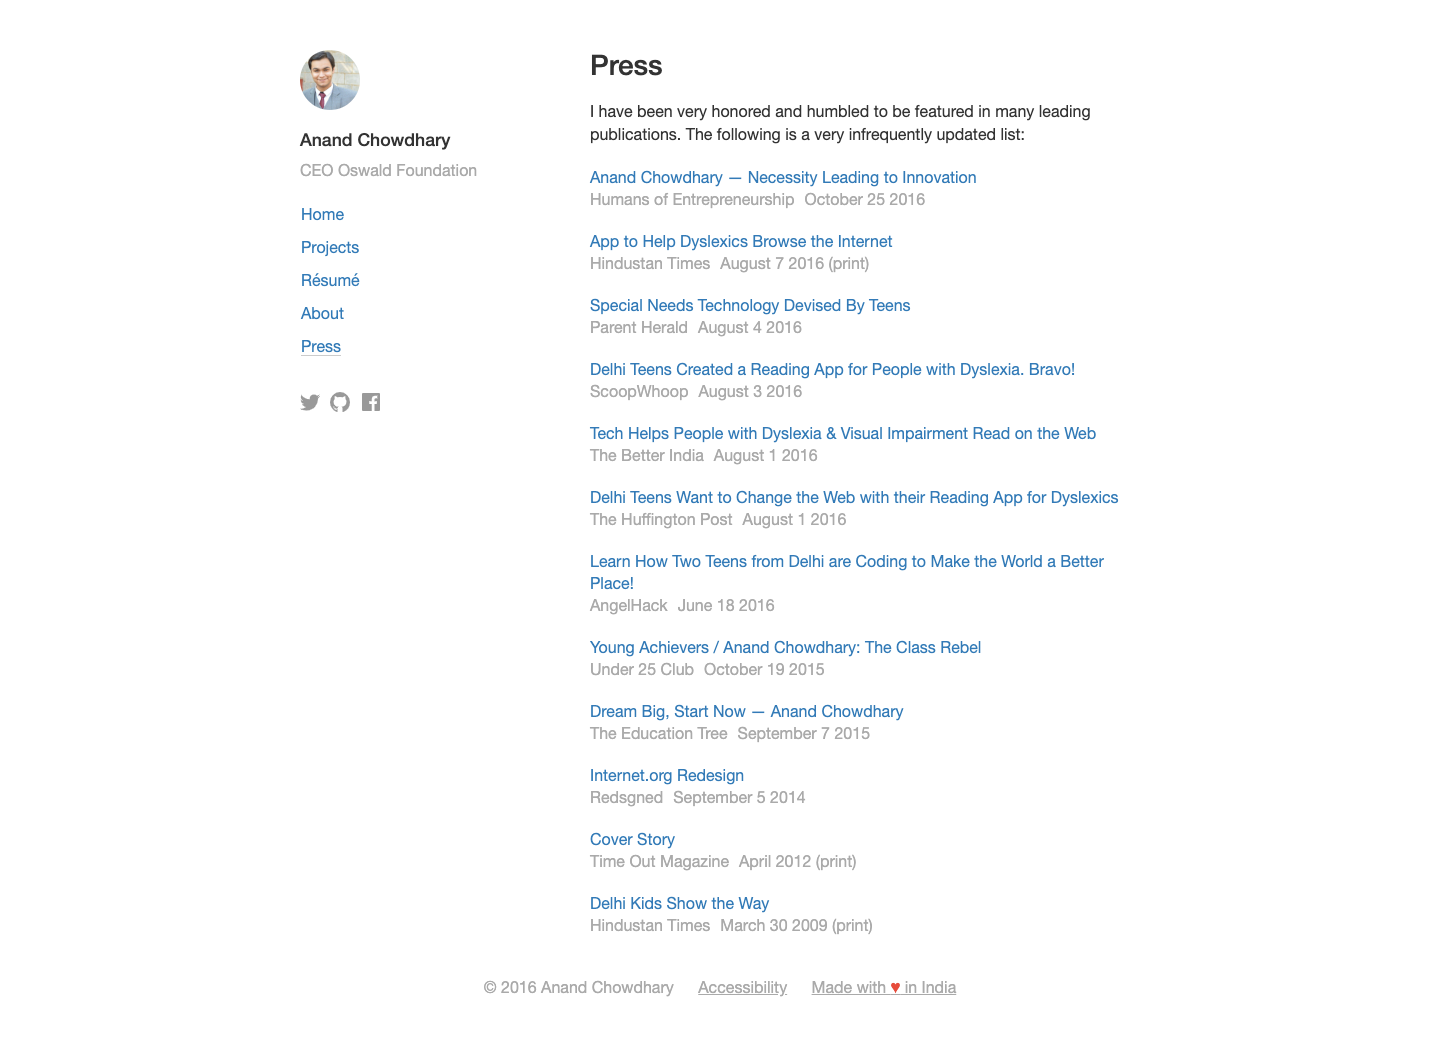 Anand Chowdhary
CEO Oswald Foundation
Home
Projects
Résumé
About
Press
Press
I have been very honored and humbled to be featured in many leading
publications. The following is a very infrequently updated list:
Anand Chowdhary — Necessity Leading to Innovation
Humans of Entrepreneurship October 25 2016
App to Help Dyslexics Browse the Internet
Hindustan Times August 7 2016 (print)
Special Needs Technology Devised By Teens
Parent Herald August 4 2016
Delhi Teens Created a Reading App for People with Dyslexia. Bravo!
ScoopWhoop August 3 2016
Tech Helps People with Dyslexia & Visual Impairment Read on the Web
The Better India August 1 2016
Delhi Teens Want to Change the Web with their Reading App for Dyslexics
The Huffington Post August 1 2016
Learn How Two Teens from Delhi are Coding to Make the World a Better
Place!
AngelHack June 18 2016
Young Achievers / Anand Chowdhary: The Class Rebel
Under 25 Club October 19 2015
Dream Big, Start Now — Anand Chowdhary
The Education Tree September 7 2015
Internet.org Redesign
Redsgned September 5 2014
Cover Story
Time Out Magazine April 2012 (print)
Delhi Kids Show the Way
Hindustan Times March 30 2009 (print)
© 2016 Anand Chowdhary Accessibility Made with ♥ in India